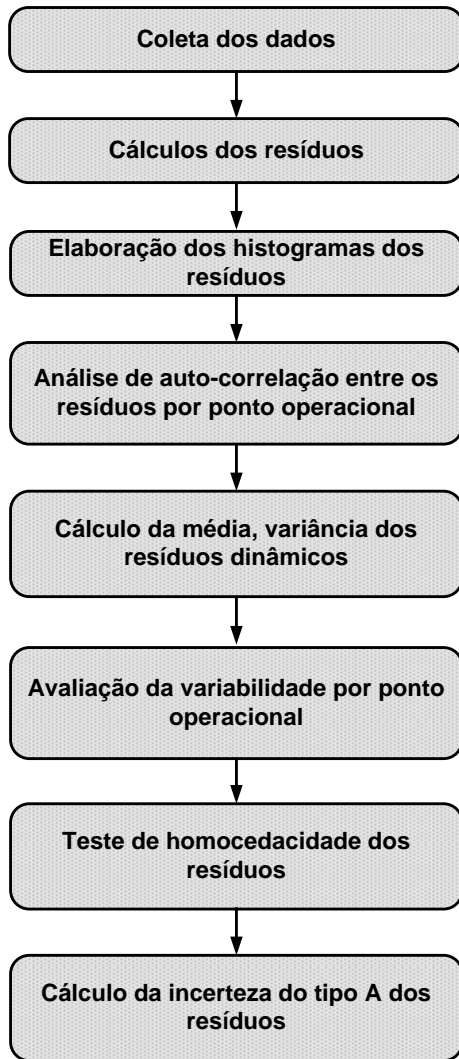 Coleta dos dados
Cálculos dos resíduos
Elaboração dos histogramas dos
resíduos
Análise de auto-correlação entre os
resíduos por ponto operacional
Cálculo da média, variância dos
resíduos dinâmicos
Avaliação da variabilidade por ponto
operacional
Teste de homocedacidade dos
resíduos
Cálculo da incerteza do tipo A dos
resíduos